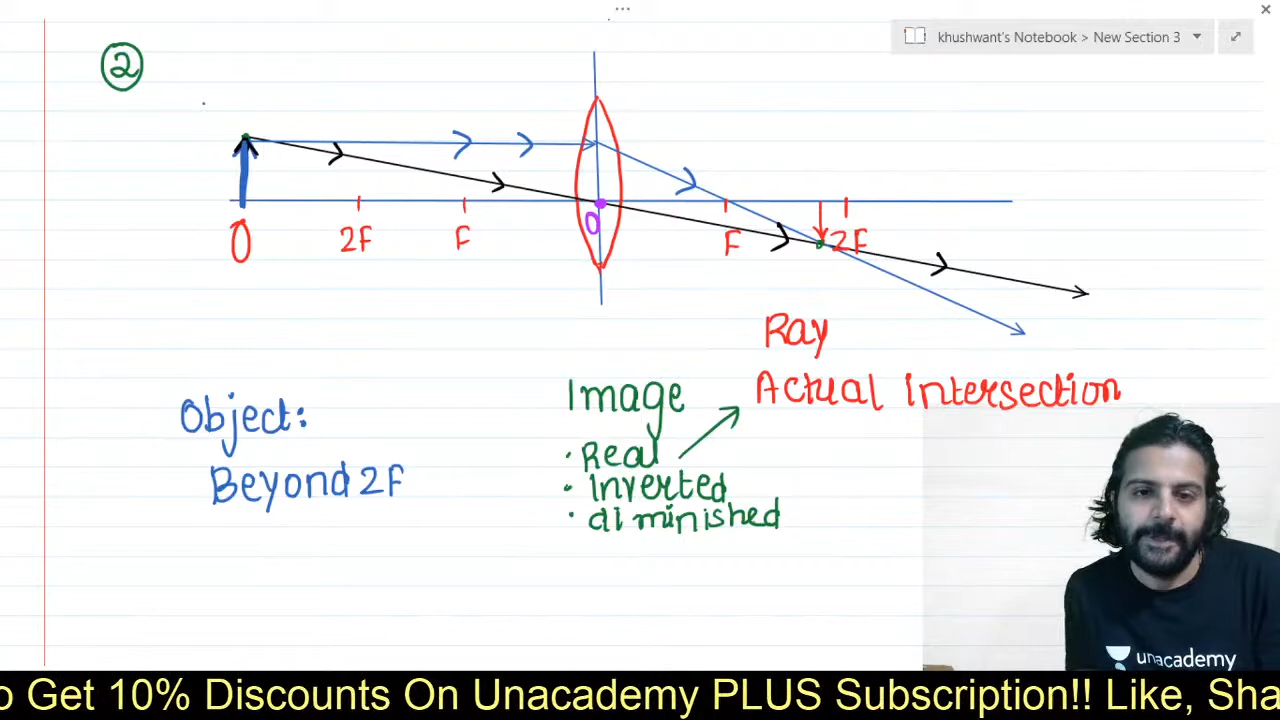 khushwant's Notebook > New Section 3
2
O
2F
F
O
F
2F
Ray
Actual intersection
Object:
Beyond 2F
Image
· Real
· Inverted
· diminished
unacademy
o Get 10% Discounts On Unacademy PLUS Subscription!! Like, Sha